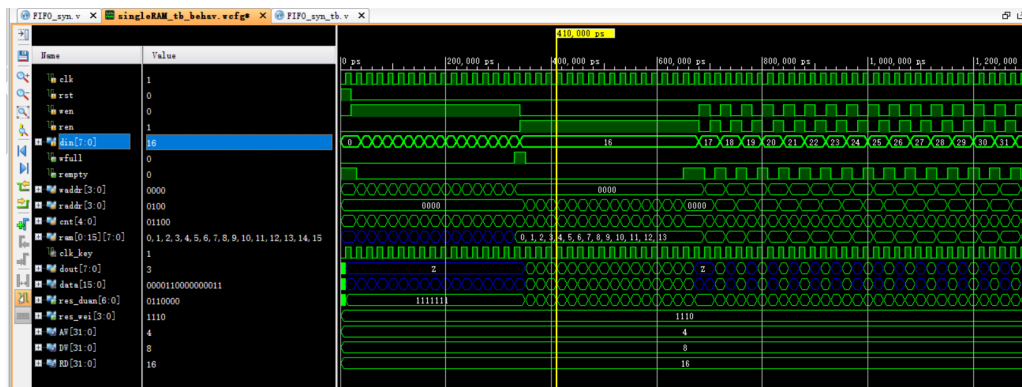 FIFO_syn.v X singleRAM_tb_behav.wcfg* X FIFO_syn_tb.v X
410,000 ps
Name Value
0 ps 200,000 ps 400,000 ps 600,000 ps 800,000 ps 1,000,000 ps 1,200,000
clk 1
rst 0
wen 0
ren 1
din[7:0] 16 0 16 17 18 19 20 21 22 23 24 25 26 27 28 29 30 31
wfull 0
rempty 0
waddr[3:0] 0000 0000
raddr[3:0] 0100 0000 0000
cnt[4:0] 01100
ram[0:15][7:0] 0, 1, 2, 3, 4, 5, 6, 7, 8, 9, 10, 11, 12, 13, 14, 15 0, 1, 2, 3, 4, 5, 6, 7, 8, 9, 10, 11, 12, 13
clk_key 1
dout[7:0] 3 Z Z
data[15:0] 0000110000000011
res_duan[6:0] 0110000 1111111
res_wei[3:0] 1110 1110
AW[31:0] 4 4
DW[31:0] 8 8
RD[31:0] 16 16